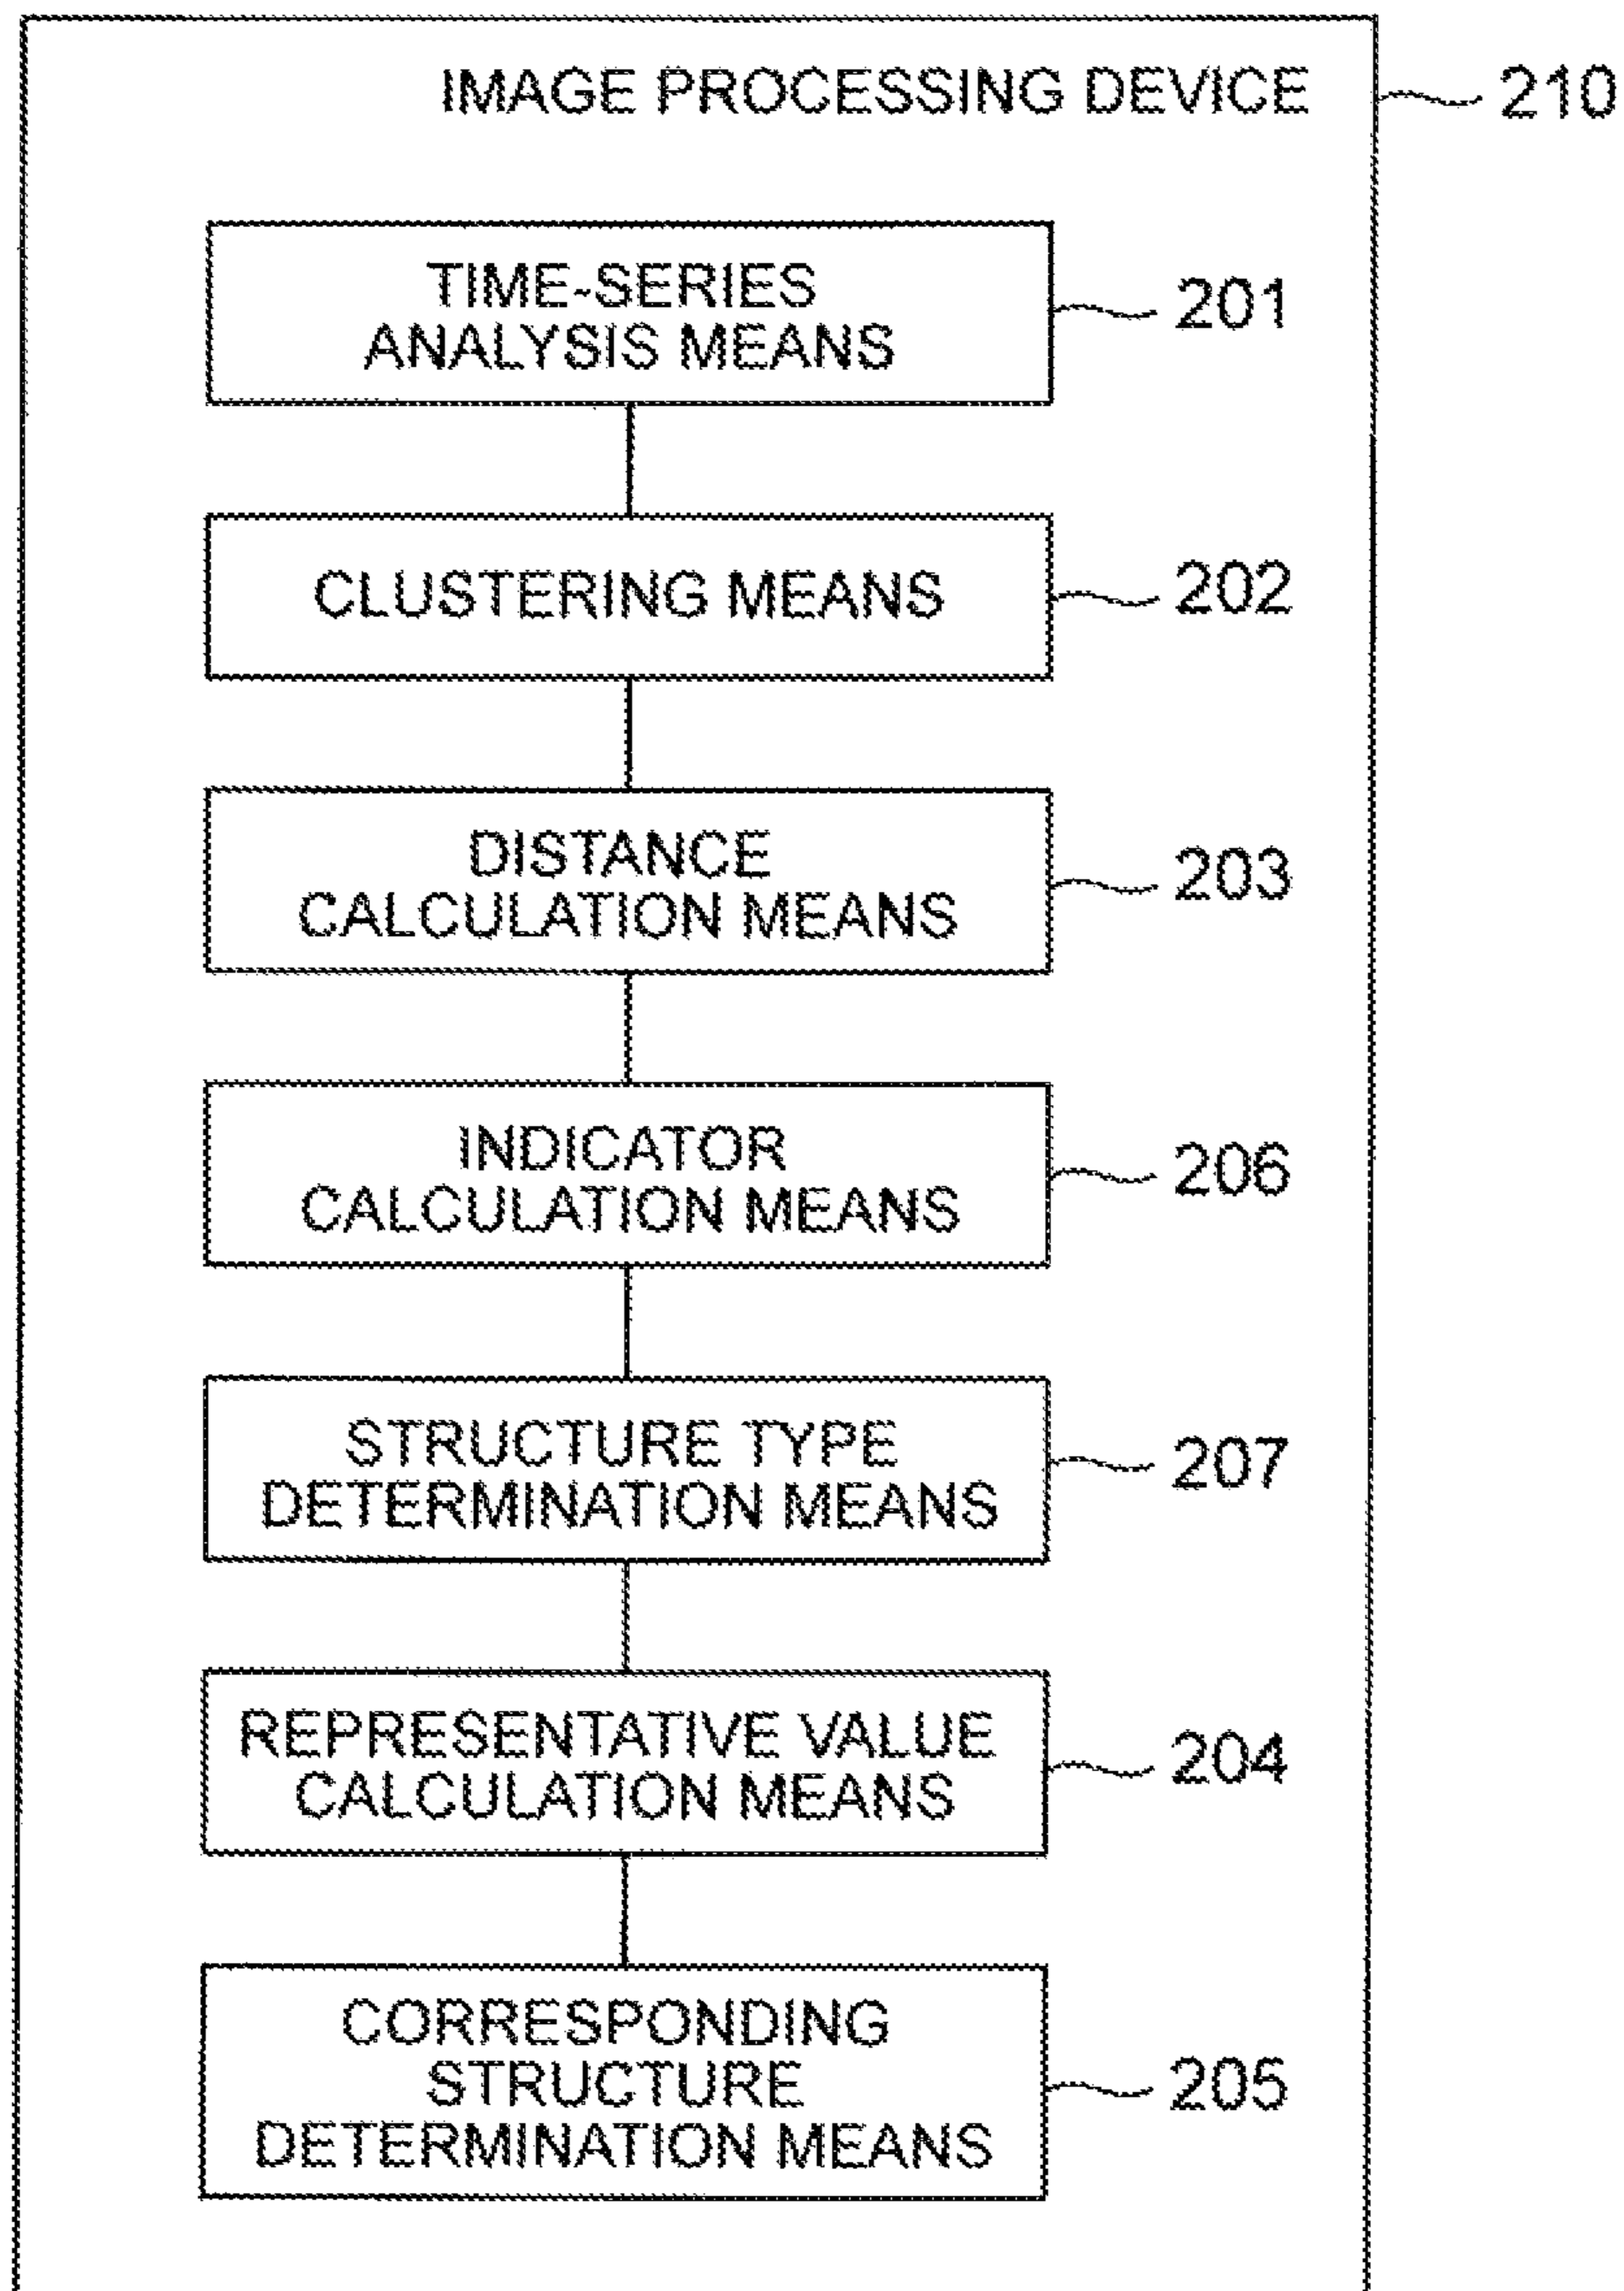 IMAGE PROCESSING DEVICE
210
TIME-SERIES
ANALYSIS MEANS
201
CLUSTERING MEANS
202
DISTANCE
CALCULATION MEANS
203
INDICATOR
CALCULATION MEANS
206
STRUCTURE TYPE
DETERMINATION MEANS
207
REPRESENTATIVE VALUE
CALCULATION MEANS
204
CORRESPONDING
STRUCTURE
DETERMINATION MEANS
205